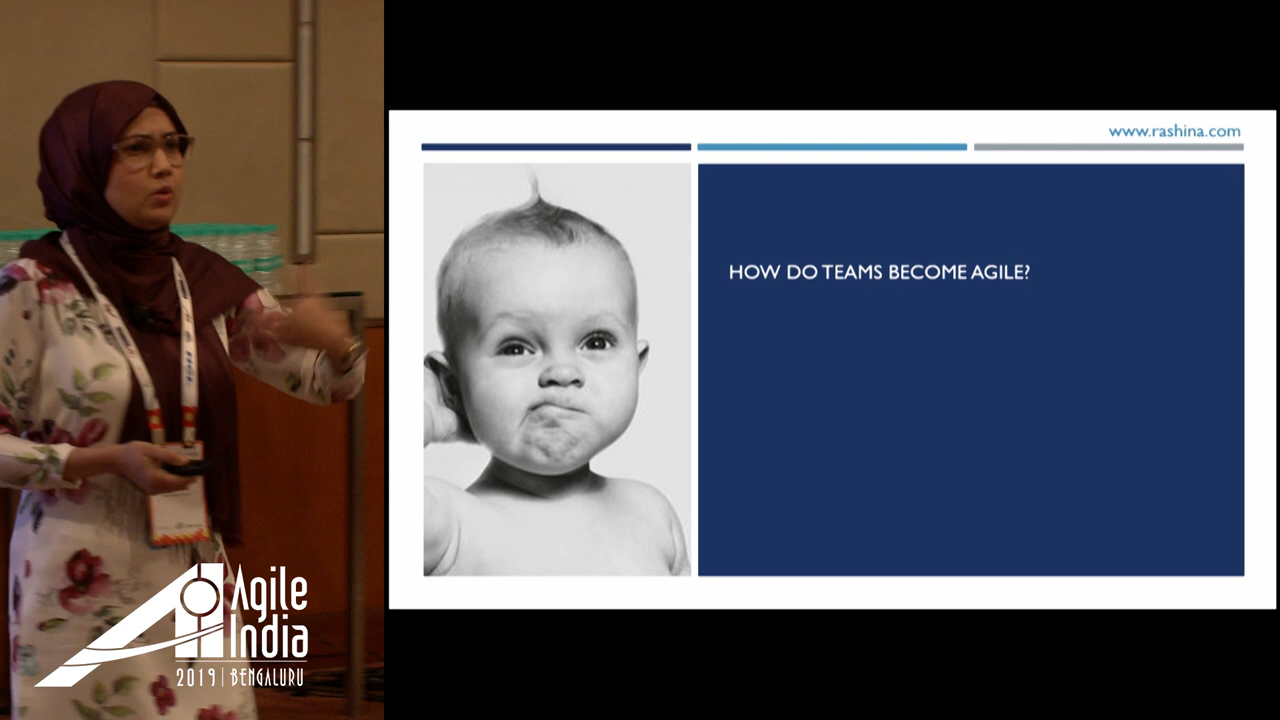 www.rashina.com
HOW DO TEAMS BECOME AGILE?
Agile
India
2019 | BENGALURU